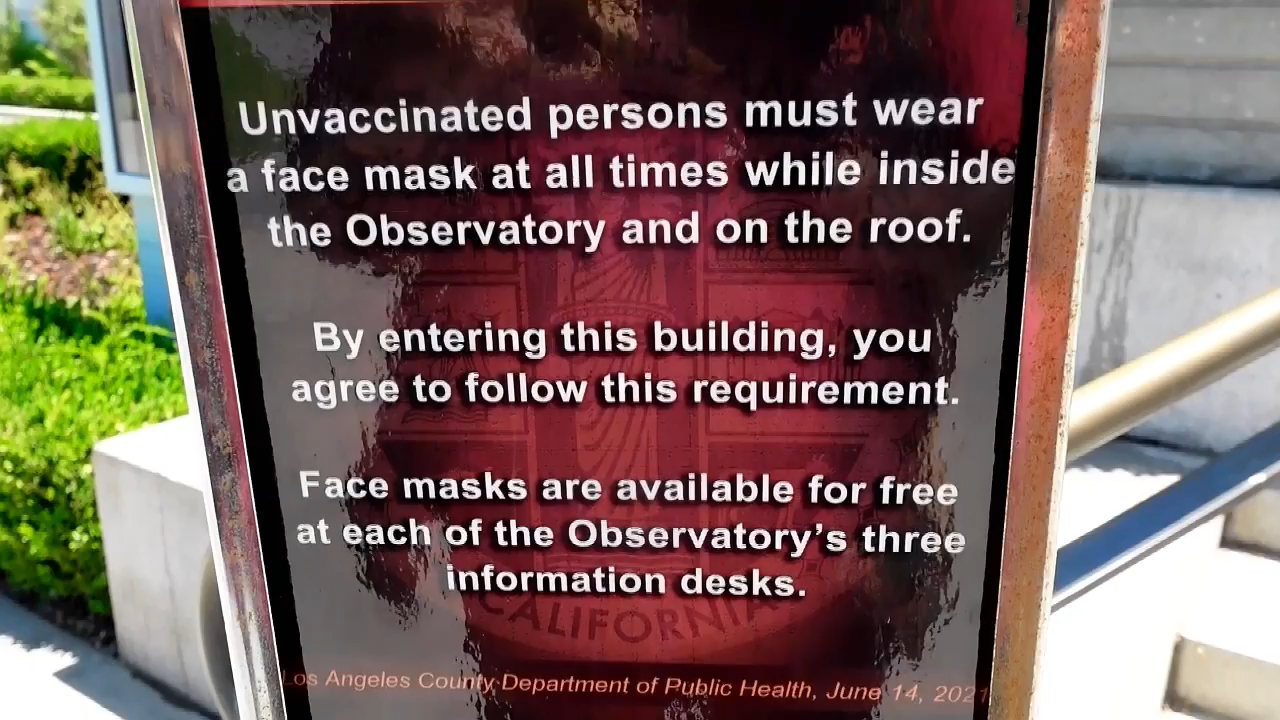 Unvaccinated persons must wear
a face mask at all times while inside
the Observatory and on the roof.
By entering this building, you
agree to follow this requirement.
Face masks are available for free
at each of the Observatory's three
information desks.
CALIFORNIA
Los Angeles County Department of Public Health, June 14, 2021